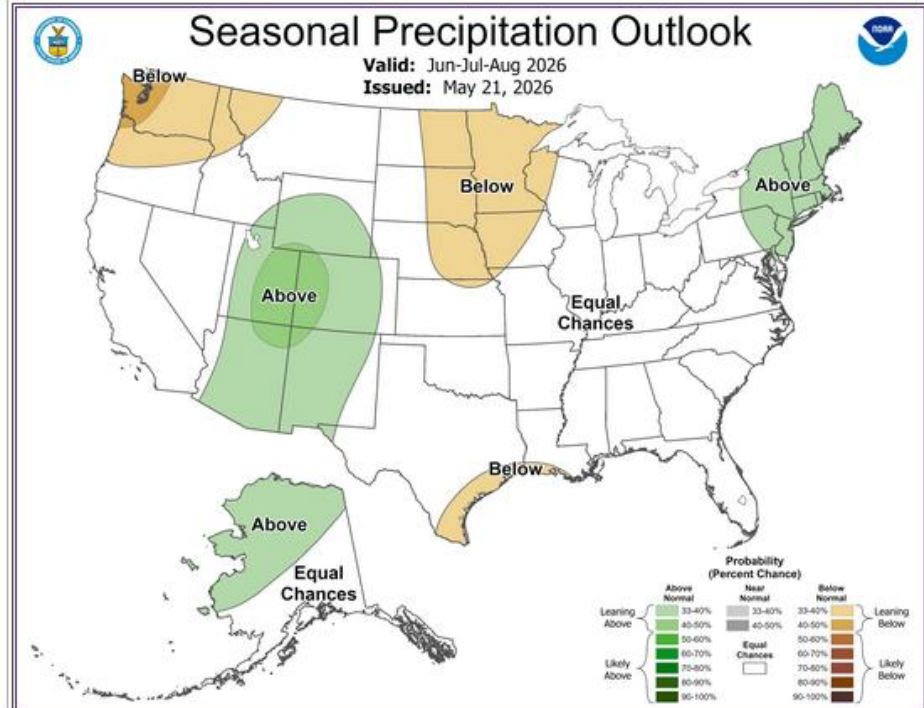 Seasonal Precipitation Outlook
Valid: Jun-Jul-Aug 2026
Issued: May 21, 2026
NOAA
Below
Below
Above
Above
Equal
Chances
Below
Above
Equal
Chances
Probability
(Percent Chance)
Above
Normal
Near
Normal
Below
Normal
Leaning
Above
33-40%
40-50%
33-40%
40-50%
33-40%
40-50%
Leaning
Below
Likely
Above
50-60%
60-70%
70-80%
80-90%
90-100%
Equal
Chances
50-60%
60-70%
70-80%
80-90%
90-100%
Likely
Below